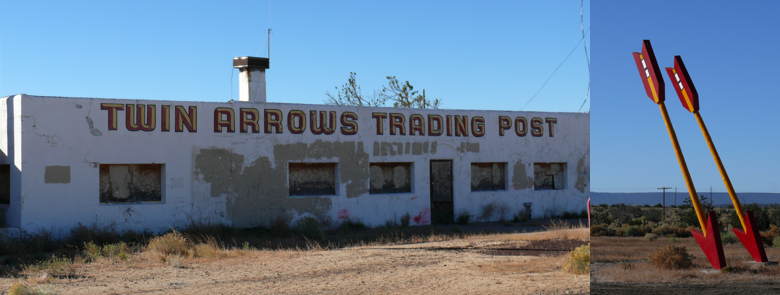 TWIN ARROWS TRADING POST